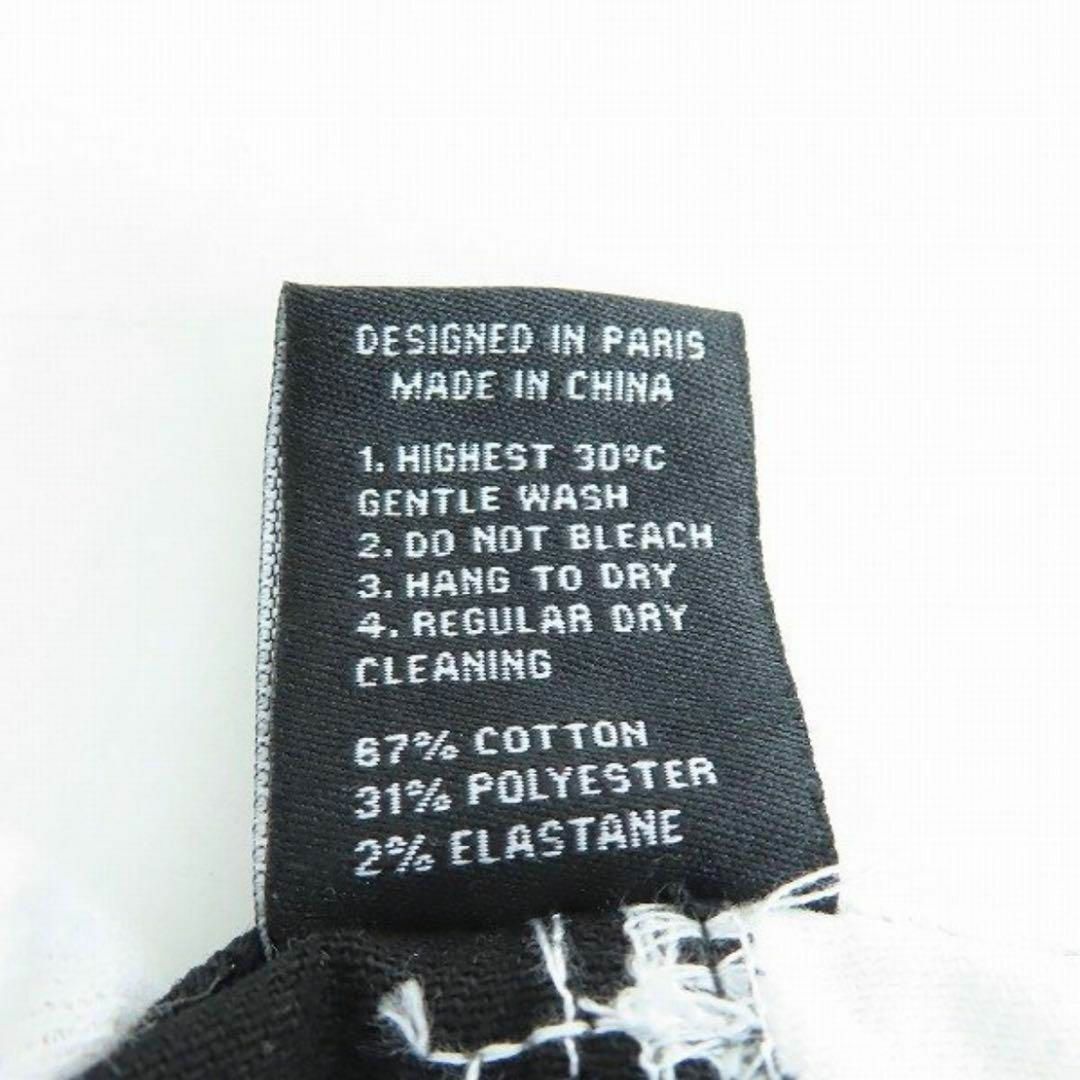 DESIGNED IN PARIS
MADE IN CHINA
1. HIGHEST 30ºC
GENTLE WASH
2. DO NOT BLEACH
3. HANG TO DRY
4. REGULAR DRY
CLEANING
67% COTTON
31% POLYESTER
2% ELASTANE